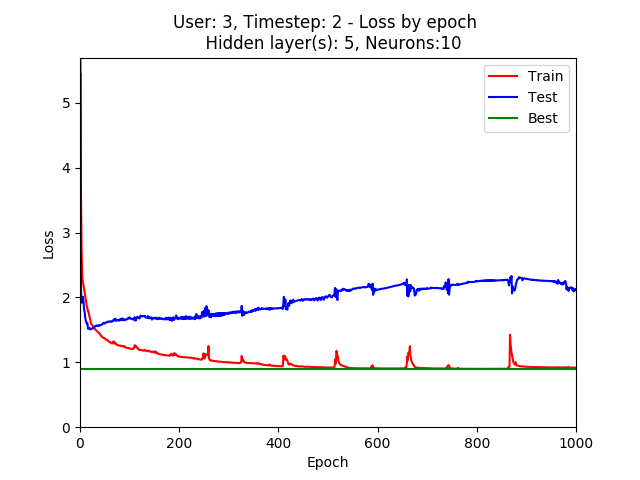 User: 3, Timestep: 2 - Loss by epoch
Hidden layer(s): 5, Neurons:10
Train
Test
Best
Loss
5
4
3
2
1
0
0 200 400 600 800 1000
Epoch